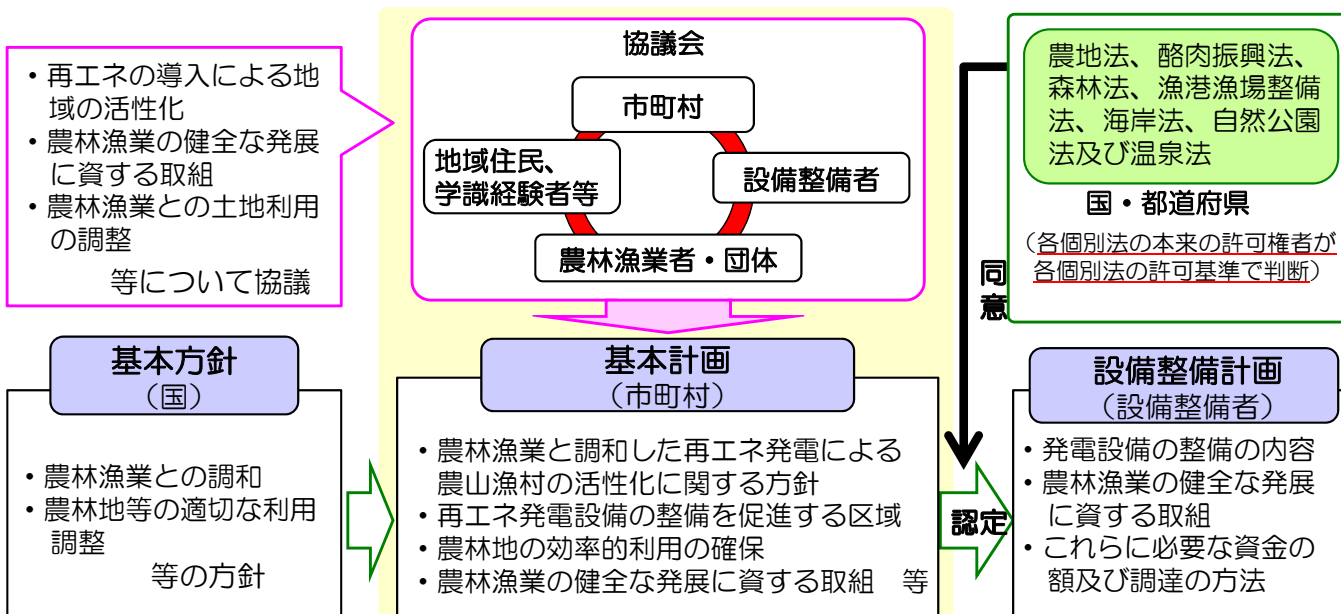 ・再エネの導入による地
域の活性化
・農林漁業の健全な発展
に資する取組
・農林漁業との土地利用
の調整
等について協議
協議会
市町村
地域住民、
学識経験者等
設備整備者
農林漁業者・団体
農地法、酪肉振興法、
森林法、漁港漁場整備
法、海岸法、自然公園
法及び温泉法
国・都道府県
（各個別法の本来の許可権者が
各個別法の許可基準で判断）
同
意
基本方針
（国）
・農林漁業との調和
・農林地等の適切な利用
調整
等の方針
基本計画
（市町村）
・農林漁業と調和した再エネ発電による
農山漁村の活性化に関する方針
・再エネ発電設備の整備を促進する区域
・農林地の効率的利用の確保
・農林漁業の健全な発展に資する取組　等
認定
設備整備計画
（設備整備者）
・発電設備の整備の内容
・農林漁業の健全な発展
に資する取組
・これらに必要な資金の
額及び調達の方法